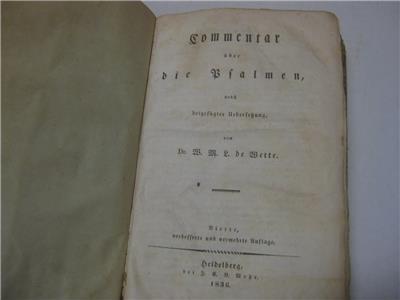 Commentar
über
die Psalmen,
nebst
beigefügter Uebersetzung,
von
Dr. W. M. L. de Wette.
Vierte,
verbesserte und vermehrte Auflage.
Heidelberg,
bei J. C. B. Mohr.
1836.